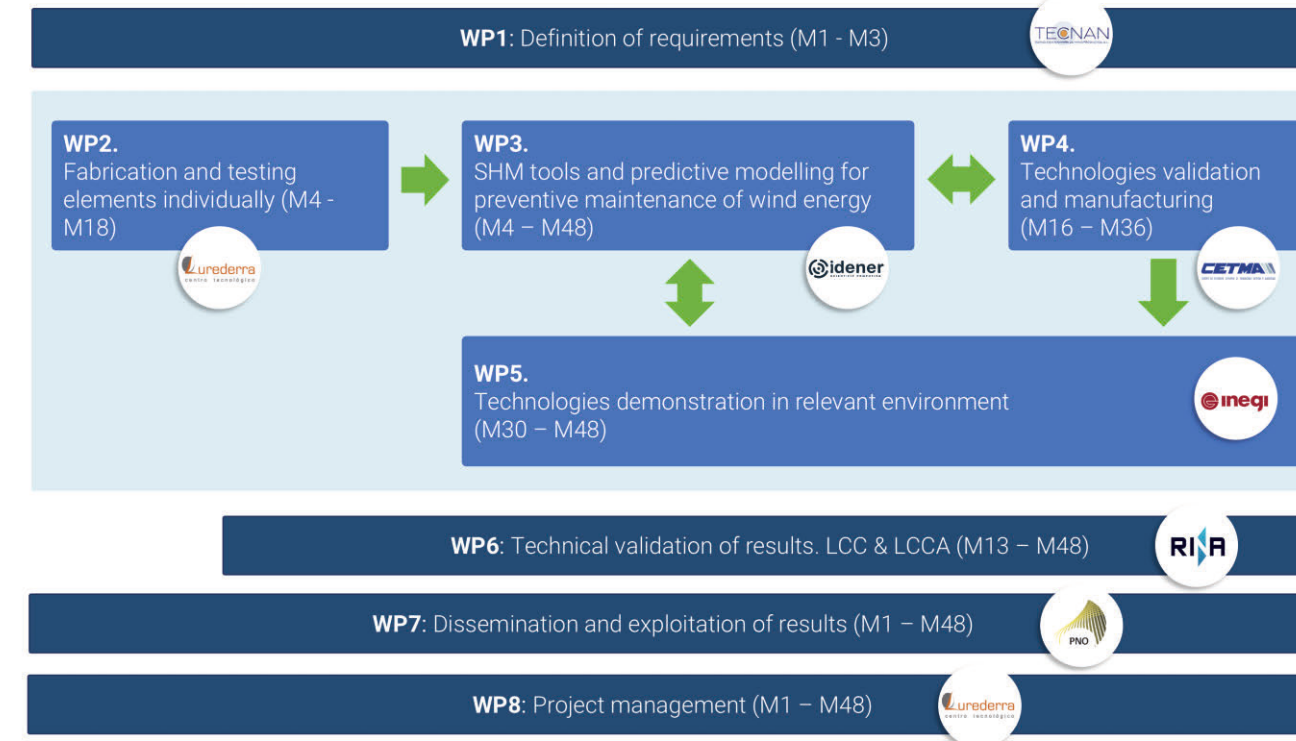 WP1: Definition of requirements (M1 - M3)
TECNAN
WP2.
Fabrication and testing
elements individually (M4 -
M18)
Lurederra
centro tecnológico
WP3.
SHM tools and predictive modelling for
preventive maintenance of wind energy
(M4 – M48)
idener
SCIENTIFIC COMPUTING
WP4.
Technologies validation
and manufacturing
(M16 – M36)
CETMA
WP5.
Technologies demonstration in relevant environment
(M30 – M48)
inegi
WP6: Technical validation of results. LCC & LCCA (M13 – M48)
RINA
WP7: Dissemination and exploitation of results (M1 – M48)
PNO
WP8: Project management (M1 – M48)
Lurederra
centro tecnológico